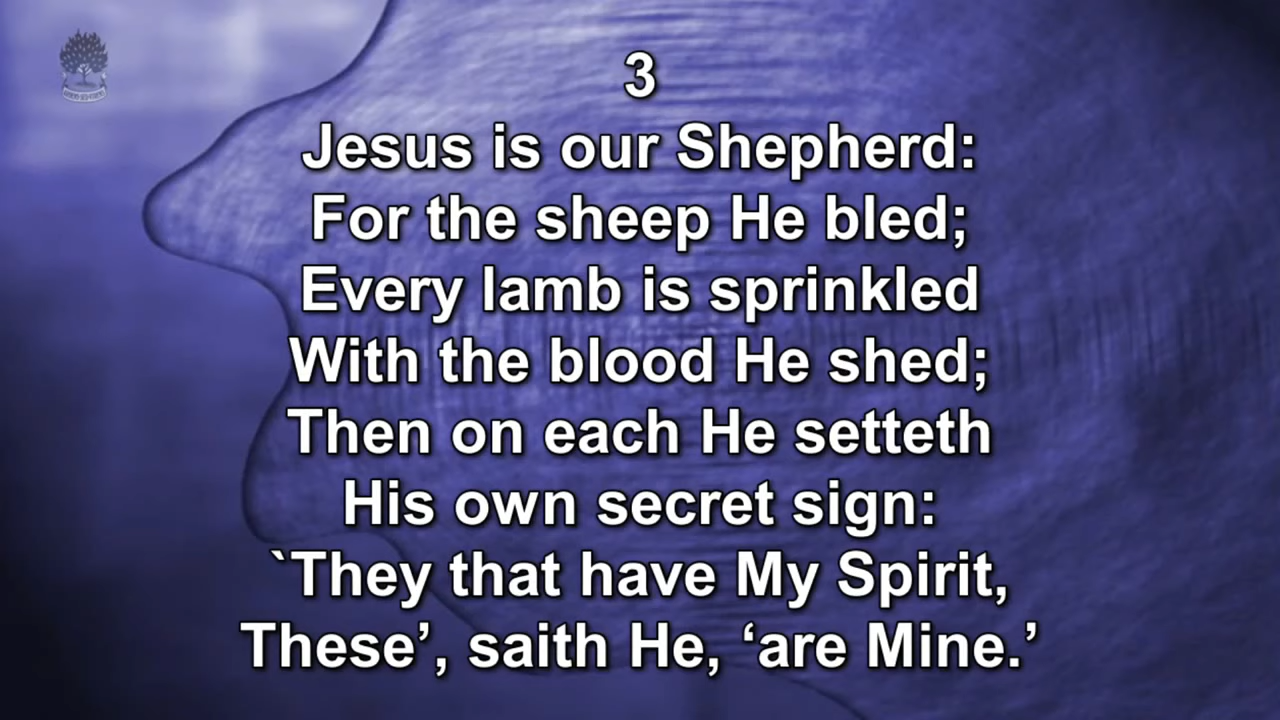 3
Jesus is our Shepherd:
For the sheep He bled;
Every lamb is sprinkled
With the blood He shed;
Then on each He setteth
His own secret sign:
`They that have My Spirit,
These’, saith He, ‘are Mine.’